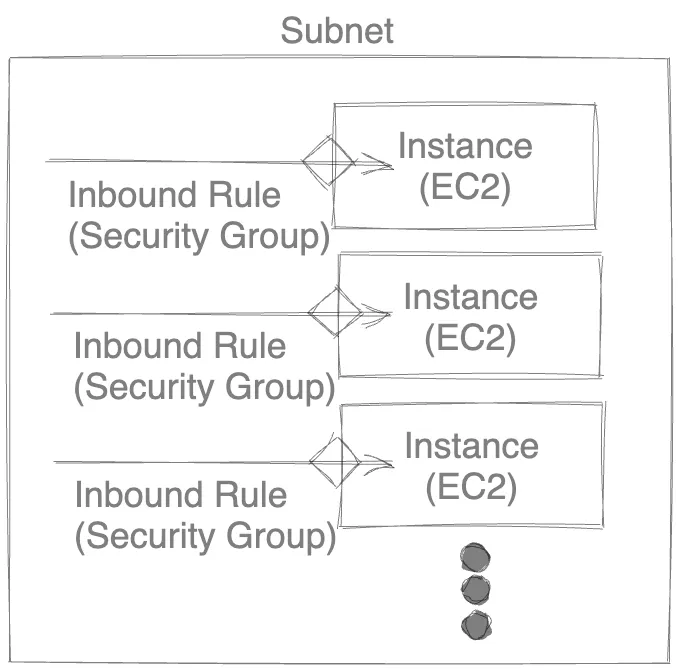 Subnet
Instance
(EC2)
Inbound Rule
(Security Group)
Instance
(EC2)
Inbound Rule
(Security Group)
Instance
(EC2)
Inbound Rule
(Security Group)